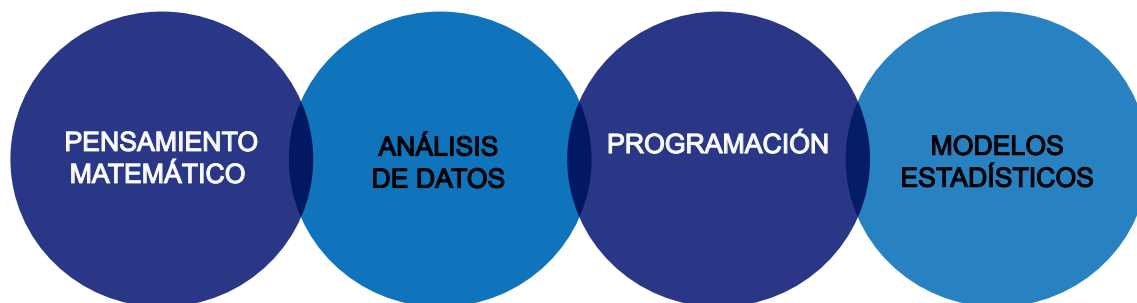 PENSAMIENTO
MATEMÁTICO
ANÁLISIS
DE DATOS
PROGRAMACIÓN
MODELOS
ESTADÍSTICOS